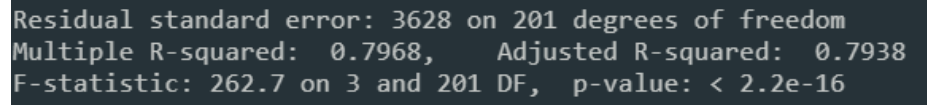 Residual standard error: 3628 on 201 degrees of freedom
Multiple R-squared:  0.7968,    Adjusted R-squared:  0.7938
F-statistic: 262.7 on 3 and 201 DF,  p-value: < 2.2e-16